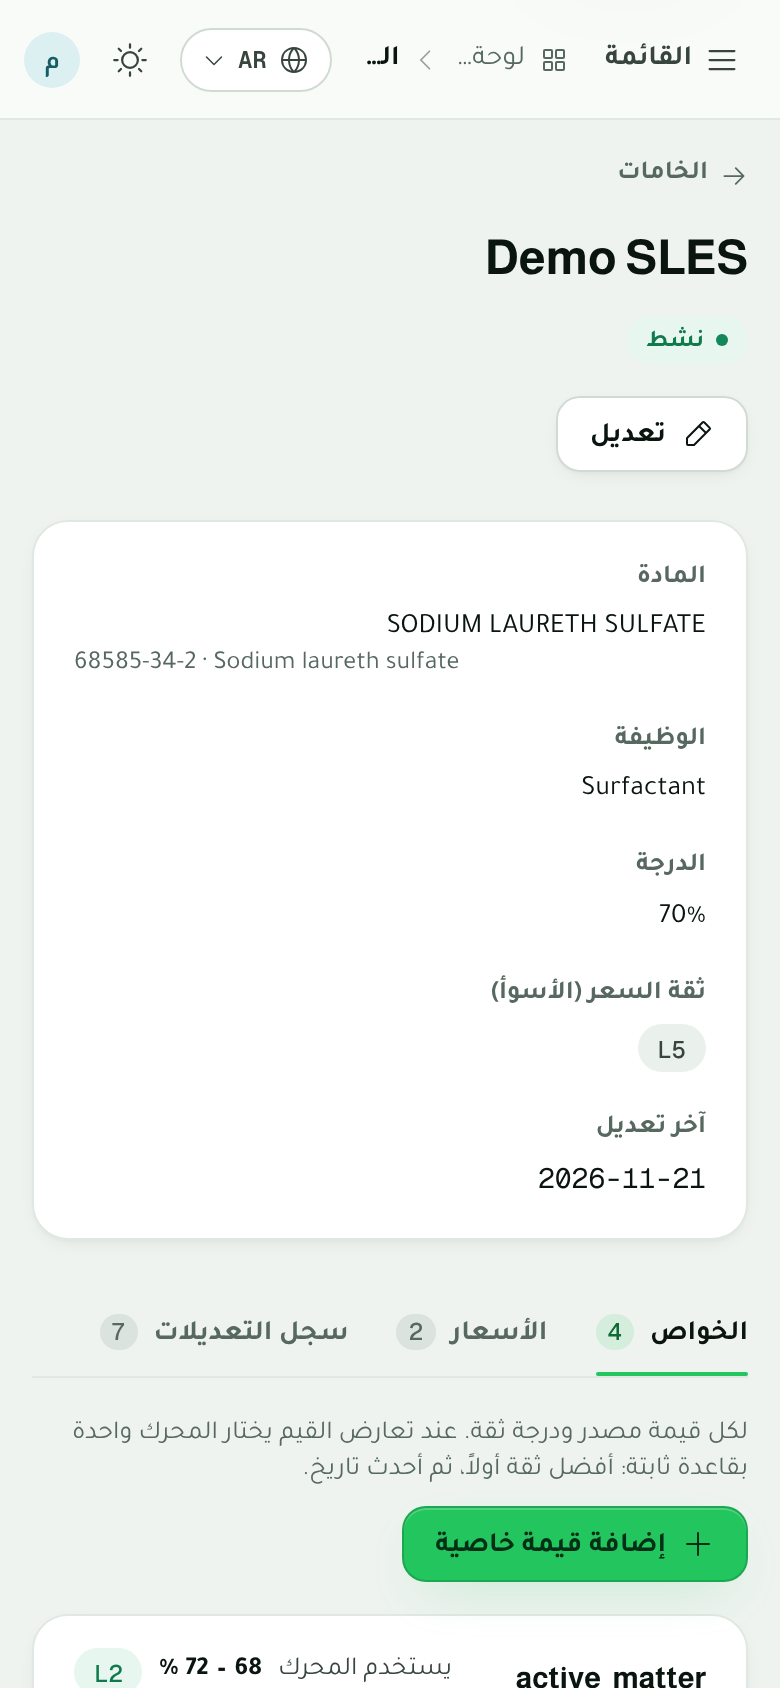 القائمة
لوحة...
الـ...
AR
م
الخامات
Demo SLES
نشط
تعديل
المادة
SODIUM LAURETH SULFATE
68585-34-2 · Sodium laureth sulfate
الوظيفة
Surfactant
الدرجة
70%
ثقة السعر (الأسوأ)
L5
آخر تعديل
2026-11-21
الخواص 4
الأسعار 2
سجل التعديلات 7
لكل قيمة مصدر ودرجة ثقة. عند تعارض القيم يختار المحرك واحدة
بقاعدة ثابتة: أفضل ثقة أولاً، ثم أحدث تاريخ.
إضافة قيمة خاصية
active_matter
يستخدم المحرك 68 - 72 %
L2